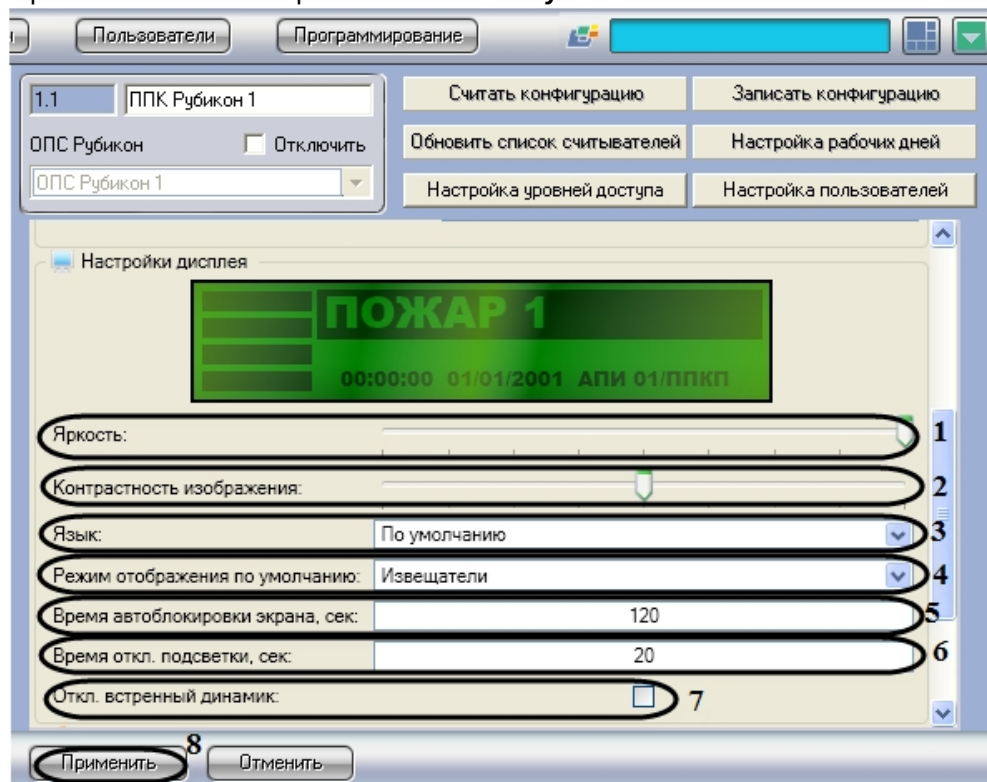 Пользователи Программирование
1.1 ППК Рубикон 1
Считать конфигурацию Записать конфигурацию
ОПС Рубикон Отключить
Обновить список считывателей Настройка рабочих дней
ОПС Рубикон 1
Настройка уровней доступа Настройка пользователей
Настройки дисплея
ПОЖАР 1
00:00:00 01/01/2001 АПИ 01/ППКП
Яркость: 1
Контрастность изображения: 2
Язык: По умолчанию 3
Режим отображения по умолчанию: Извещатели 4
Время автоблокировки экрана, сек: 120 5
Время откл. подсветки, сек: 20 6
Откл. встренный динамик: 7
Применить 8 Отменить